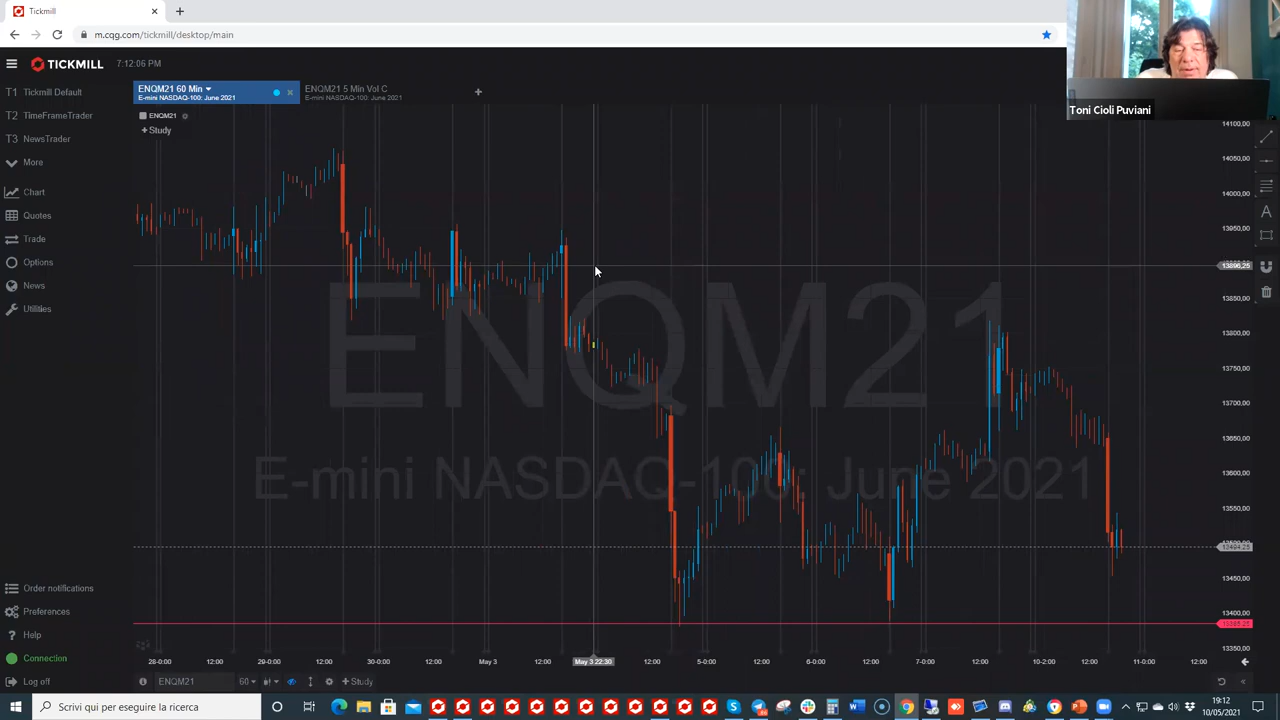 Tickmill
m.cqg.com/tickmill/desktop/main
TICKMILL
7:12:06 PM
ENQM21 60 Min
E-mini NASDAQ-100: June 2021
ENQM21 5 Min Vol C
E-mini NASDAQ-100: June 2021
Toni Cioli Puviani
T1 Tickmill Default
T2 TimeFrameTrader
T3 NewsTrader
More
Chart
Quotes
Trade
Options
News
Utilities
Order notifications
Preferences
Help
Connection
Log off
ENQM21
+ Study
ENQM21
E-mini NASDAQ-100: June 2021
14100,00
14050,00
14000,00
13950,00
13896,25
13850,00
13800,00
13750,00
13700,00
13650,00
13600,00
13550,00
13494,25
13450,00
13400,00
13385,25
13350,00
28-0:00
12:00
29-0:00
12:00
30-0:00
12:00
May 3
12:00
May 3 22:30
12:00
5-0:00
12:00
6-0:00
12:00
7-0:00
12:00
10-2:00
12:00
11-0:00
12:00
ENQM21
60
+ Study
Scrivi qui per eseguire la ricerca
19:12
10/05/2021